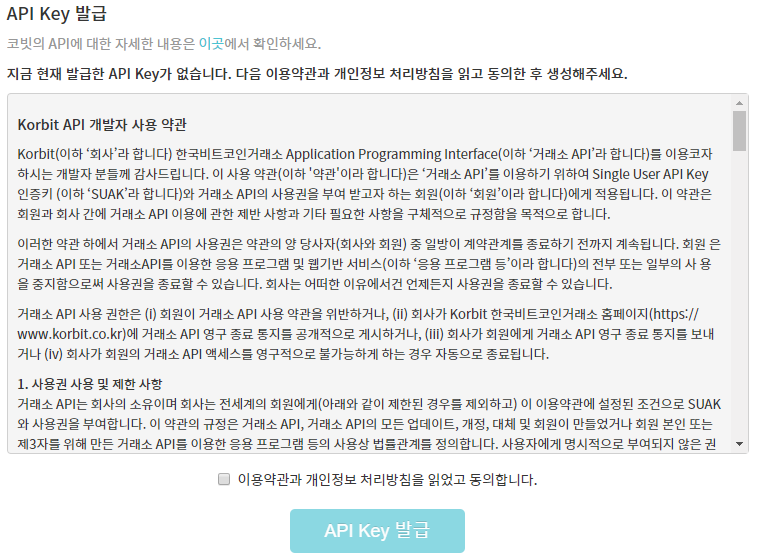 API Key 발급
코빗의 API에 대한 자세한 내용은 이곳에서 확인하세요.
지금 현재 발급한 API Key가 없습니다. 다음 이용약관과 개인정보 처리방침을 읽고 동의한 후 생성해주세요.
Korbit API 개발자 사용 약관
Korbit(이하 ‘회사’라 합니다) 한국비트코인거래소 Application Programming Interface(이하 ‘거래소 API’라 합니다)를 이용코자
하시는 개발자 분들께 감사드립니다. 이 사용 약관(이하 '약관'이라 합니다)은 ‘거래소 API’를 이용하기 위하여 Single User API Key
인증키 (이하 ‘SUAK’라 합니다)와 거래소 API의 사용권을 부여 받고자 하는 회원(이하 ‘회원’이라 합니다)에게 적용됩니다. 이 약관은
회원과 회사 간에 거래소 API 이용에 관한 제반 사항과 기타 필요한 사항을 구체적으로 규정함을 목적으로 합니다.
이러한 약관 하에서 거래소 API의 사용권은 약관의 양 당사자(회사와 회원) 중 일방이 계약관계를 종료하기 전까지 계속됩니다. 회원 은
거래소 API 또는 거래소API를 이용한 응용 프로그램 및 웹기반 서비스(이하 ‘응용 프로그램 등’이라 합니다)의 전부 또는 일부의 사 용
을 중지함으로써 사용권을 종료할 수 있습니다. 회사는 어떠한 이유에서건 언제든지 사용권을 종료할 수 있습니다.
거래소 API 사용 권한은 (i) 회원이 거래소 API 사용 약관을 위반하거나, (ii) 회사가 Korbit 한국비트코인거래소 홈페이지(https://
www.korbit.co.kr)에 거래소 API 영구 종료 통지를 공개적으로 게시하거나, (iii) 회사가 회원에게 거래소 API 영구 종료 통지를 보내
거나 (iv) 회사가 회원의 거래소 API 액세스를 영구적으로 불가능하게 하는 경우 자동으로 종료됩니다.
1. 사용권 사용 및 제한 사항
거래소 API는 회사의 소유이며 회사는 전세계의 회원에게(아래와 같이 제한된 경우를 제외하고) 이 이용약관에 설정된 조건으로 SUAK
와 사용권을 부여합니다. 이 약관의 규정은 거래소 API, 거래소 API의 모든 업데이트, 개정, 대체 및 회원이 만들었거나 회원 본인 또는
제3자를 위해 만든 거래소 API를 이용한 응용 프로그램 등의 사용상 법률관계를 정의합니다. 사용자에게 명시적으로 부여되지 않은 권
이용약관과 개인정보 처리방침을 읽었고 동의합니다.
API Key 발급